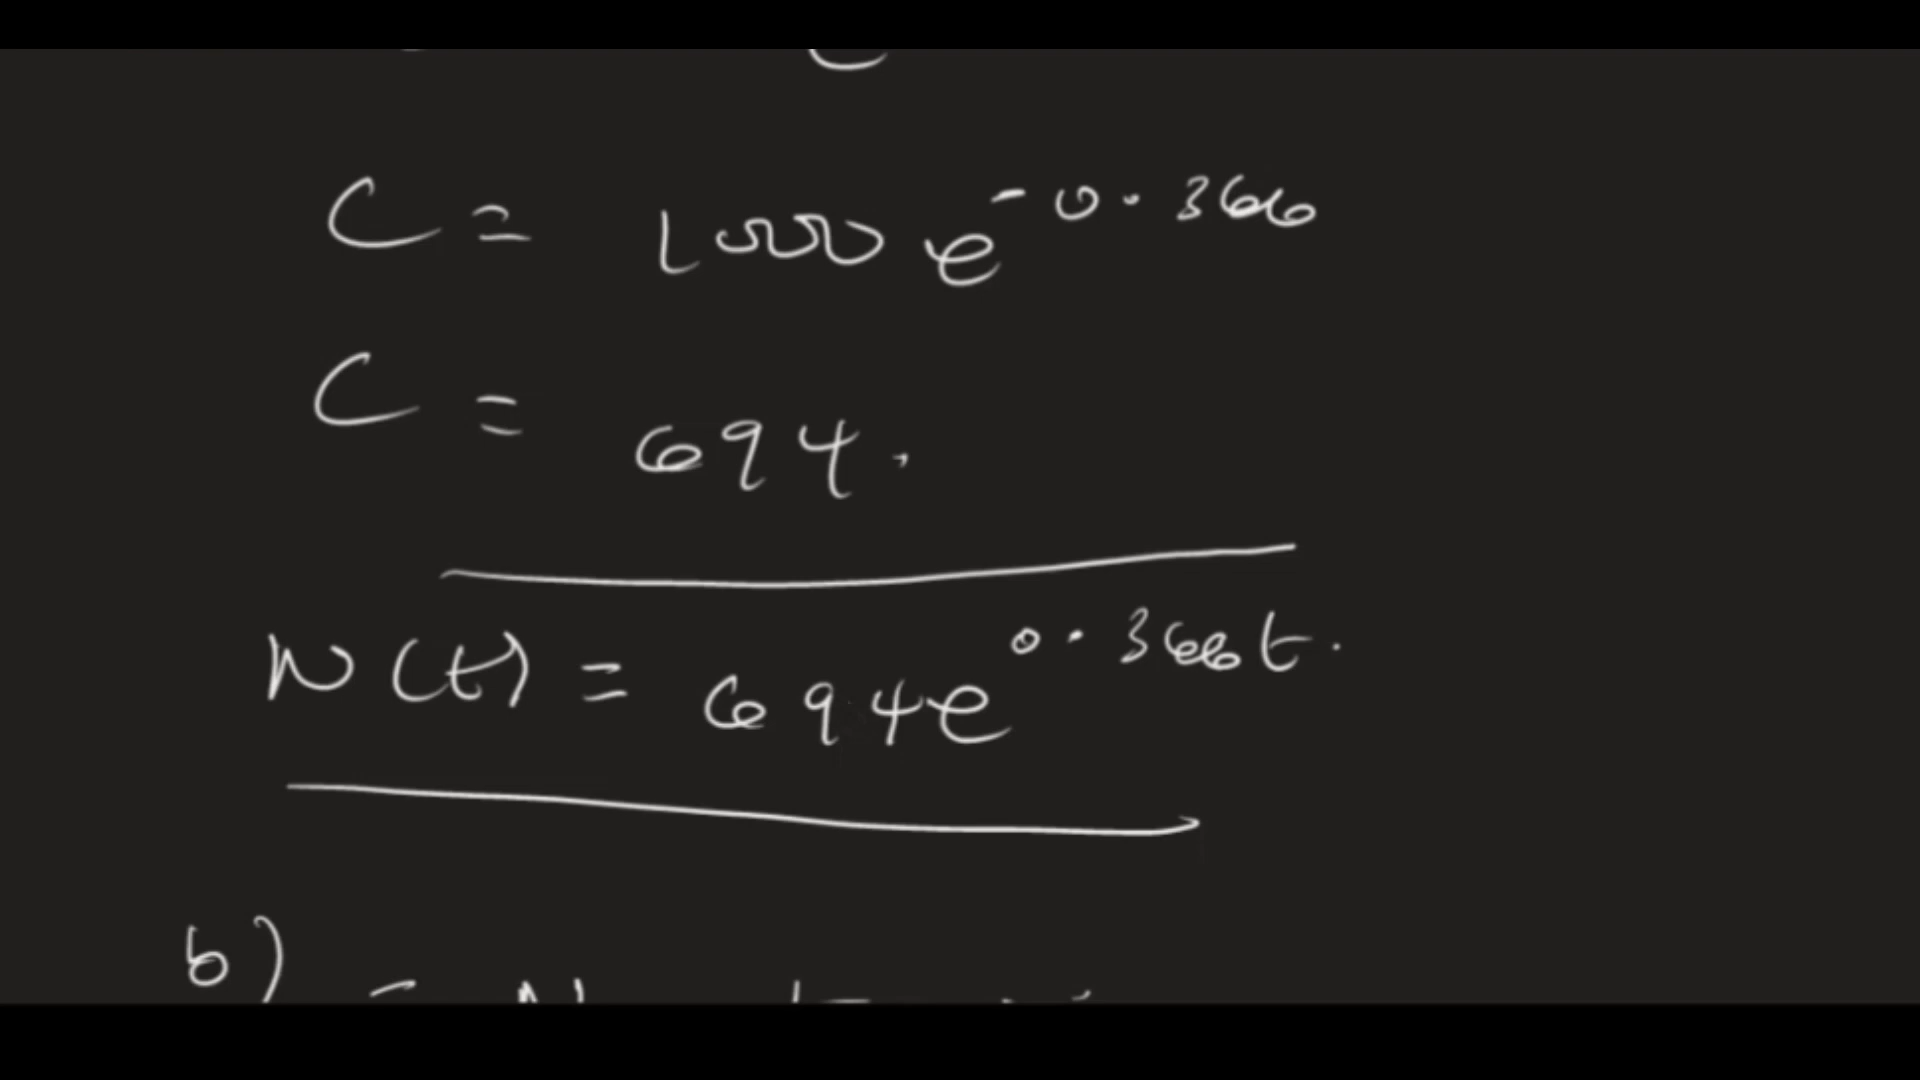 C = 1000 e^{-0.366}
C = 694.
N(t) = 694e^{0.366t}.
b)